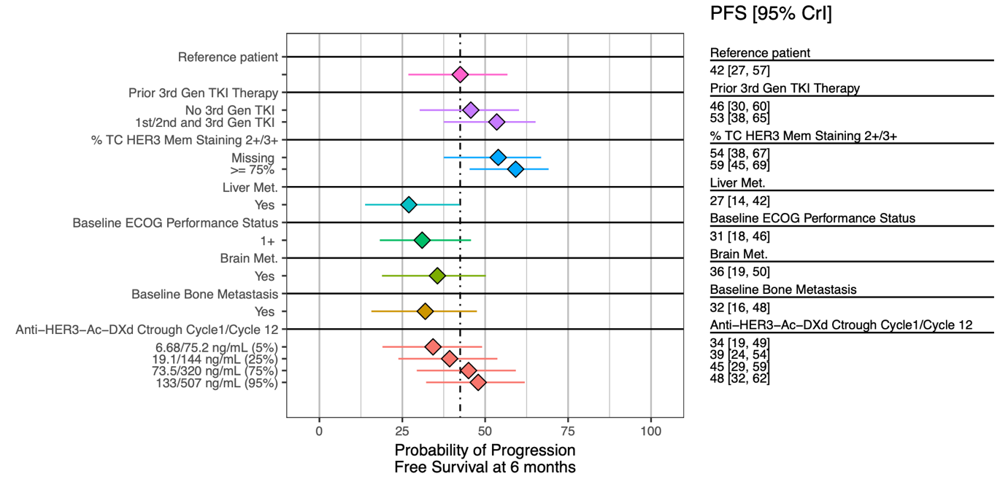 PFS [95% CrI]
Reference patient
Prior 3rd Gen TKI Therapy
No 3rd Gen TKI
1st/2nd and 3rd Gen TKI
% TC HER3 Mem Staining 2+/3+
Missing
>= 75%
Liver Met.
Yes
Baseline ECOG Performance Status
1+
Brain Met.
Yes
Baseline Bone Metastasis
Yes
Anti−HER3−Ac−DXd Ctrough Cycle1/Cycle 12
6.68/75.2 ng/mL (5%)
19.1/144 ng/mL (25%)
73.5/320 ng/mL (75%)
133/507 ng/mL (95%)
0 25 50 75 100
Probability of Progression
Free Survival at 6 months
Reference patient
42 [27, 57]
Prior 3rd Gen TKI Therapy
46 [30, 60]
53 [38, 65]
% TC HER3 Mem Staining 2+/3+
54 [38, 67]
59 [45, 69]
Liver Met.
27 [14, 42]
Baseline ECOG Performance Status
31 [18, 46]
Brain Met.
36 [19, 50]
Baseline Bone Metastasis
32 [16, 48]
Anti−HER3−Ac−DXd Ctrough Cycle1/Cycle 12
34 [19, 49]
39 [24, 54]
45 [29, 59]
48 [32, 62]